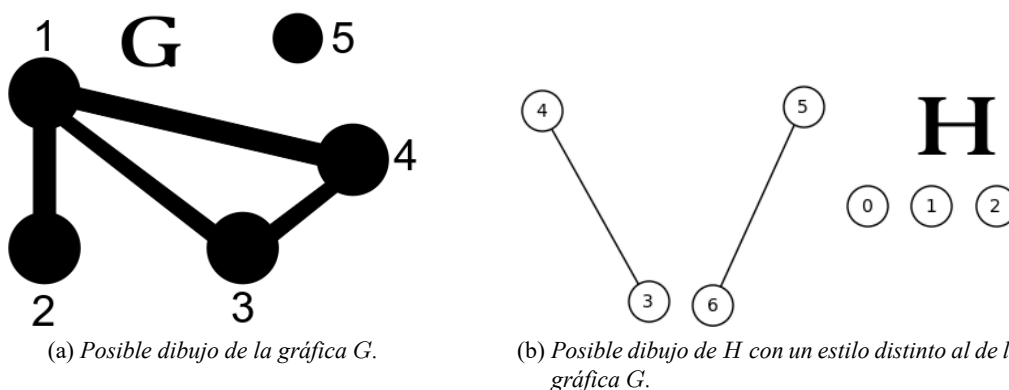 1
G
5
4
2
3
(a) Posible dibujo de la gráfica G.
4
5
H
0
1
2
3
6
(b) Posible dibujo de H con un estilo distinto al de l
gráfica G.